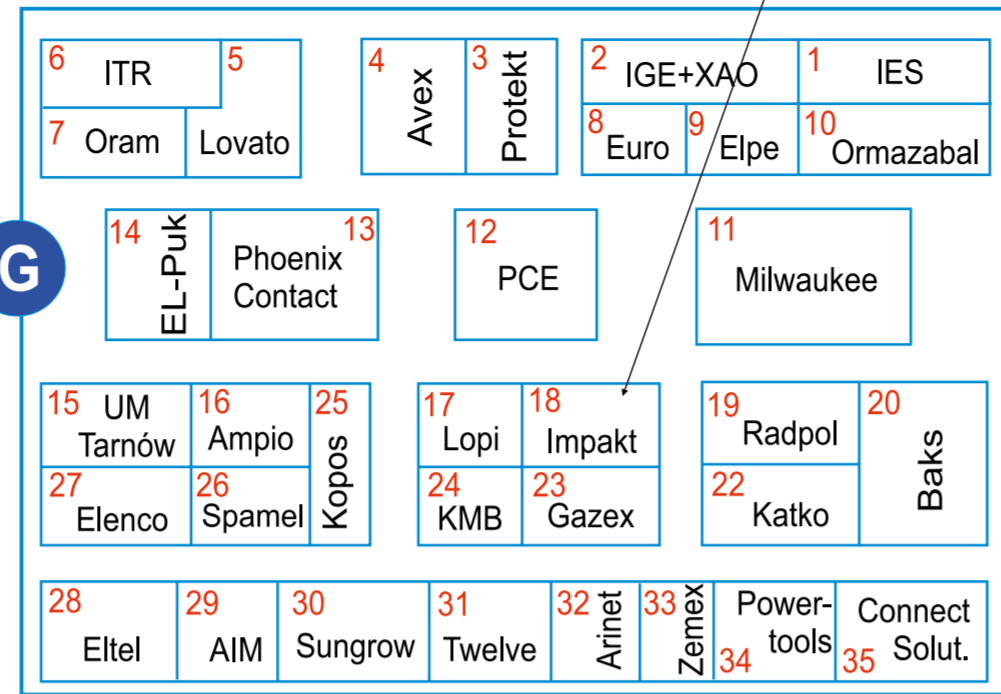 6 ITR
5
7 Oram
Lovato
4 Avex
3 Protekt
2 IGE+XAO
1 IES
8 Euro
9 Elpe
10 Ormazabal
G
14 EL-Puk
13
Phoenix
Contact
12
PCE
11
Milwaukee
15 UM
Tarnów
16
Ampio
25
Kopos
27
Elenco
26
Spamel
17
Lopi
18
Impakt
24
KMB
23
Gazex
19
Radpol
20
Baks
22
Katko
28
Eltel
29
AIM
30
Sungrow
31
Twelve
32 Arinet
33 Zemex
Power-
tools
34
Connect
Solut.
35